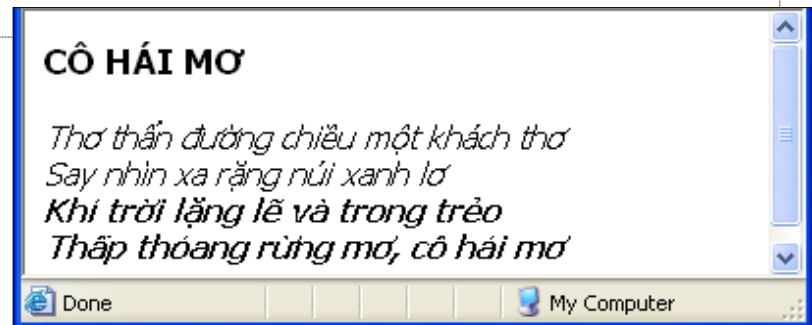 CÔ HÁI MƠ
Thơ thẩn đường chiều một khách thơ
Say nhìn xa rặng núi xanh lơ
Khí trời lặng lẽ và trong trẻo
Thấp thóang rừng mơ, cô hái mơ
Done
My Computer